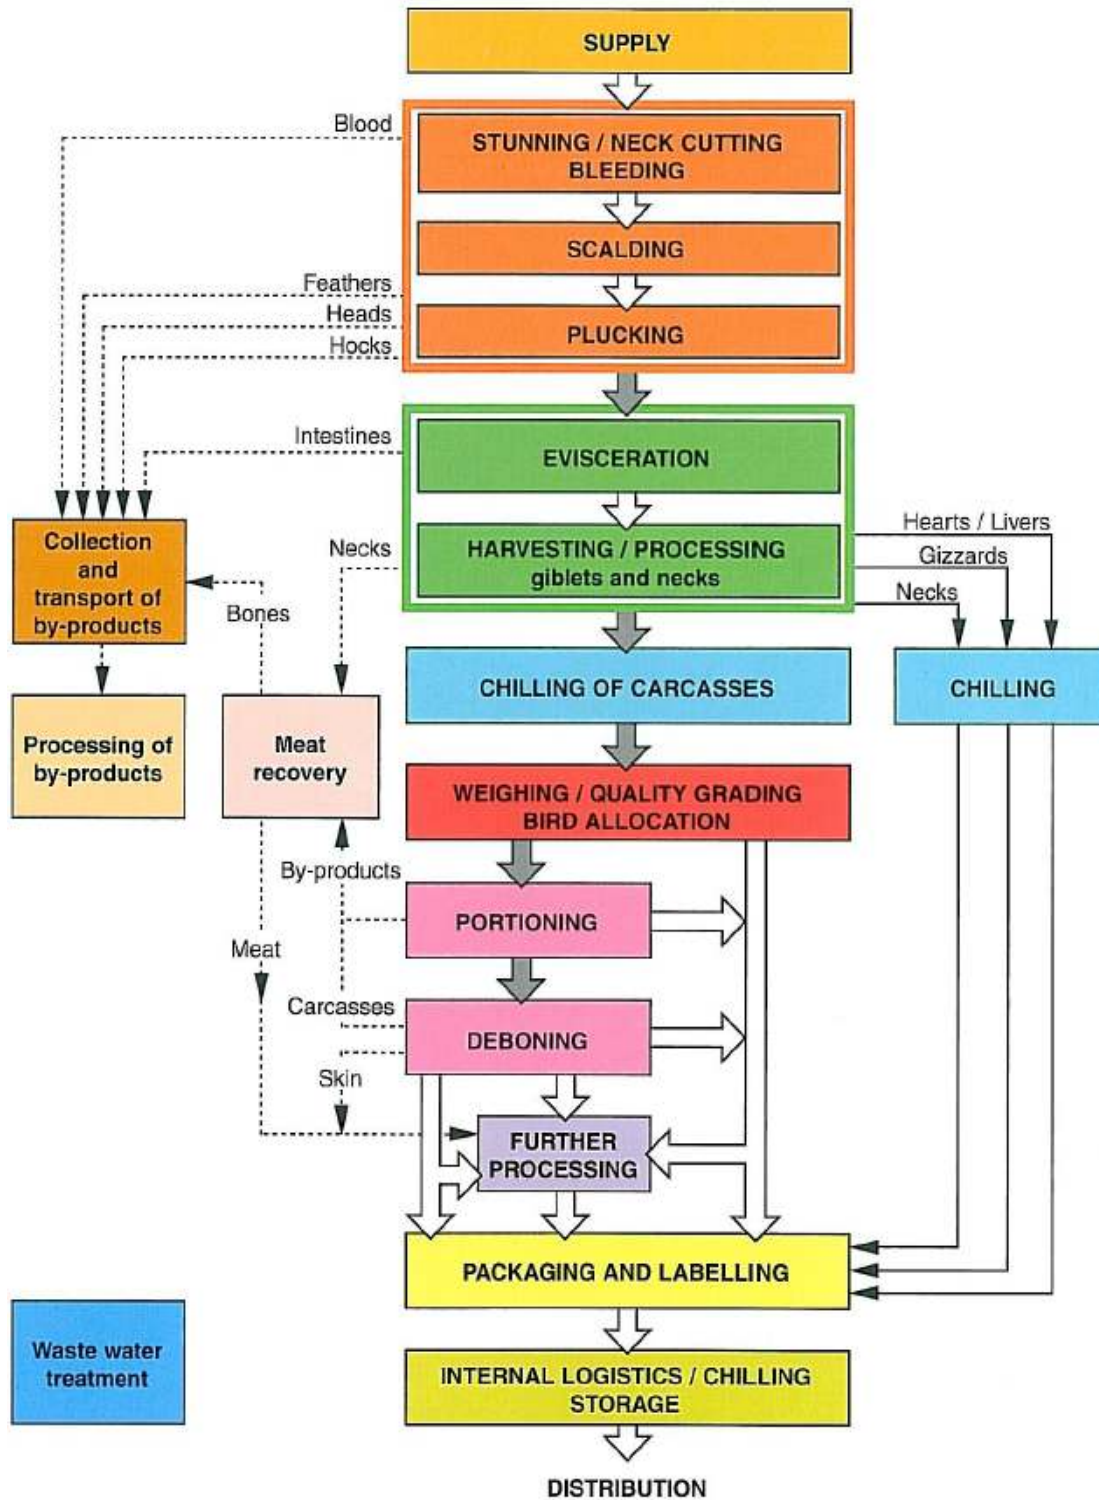 SUPPLY
Blood
STUNNING / NECK CUTTING
BLEEDING
SCALDING
Feathers
Heads
PLUCKING
Hocks
Intestines
EVISCERATION
Hearts / Livers
Collection
and
transport of
by-products
Necks
HARVESTING / PROCESSING
giblets and necks
Gizzards
Necks
Bones
CHILLING OF CARCASSES
CHILLING
Processing of
by-products
Meat
recovery
WEIGHING / QUALITY GRADING
BIRD ALLOCATION
By-products
PORTIONING
Meat
Carcasses
DEBONING
Skin
FURTHER
PROCESSING
PACKAGING AND LABELLING
Waste water
treatment
INTERNAL LOGISTICS / CHILLING
STORAGE
DISTRIBUTION